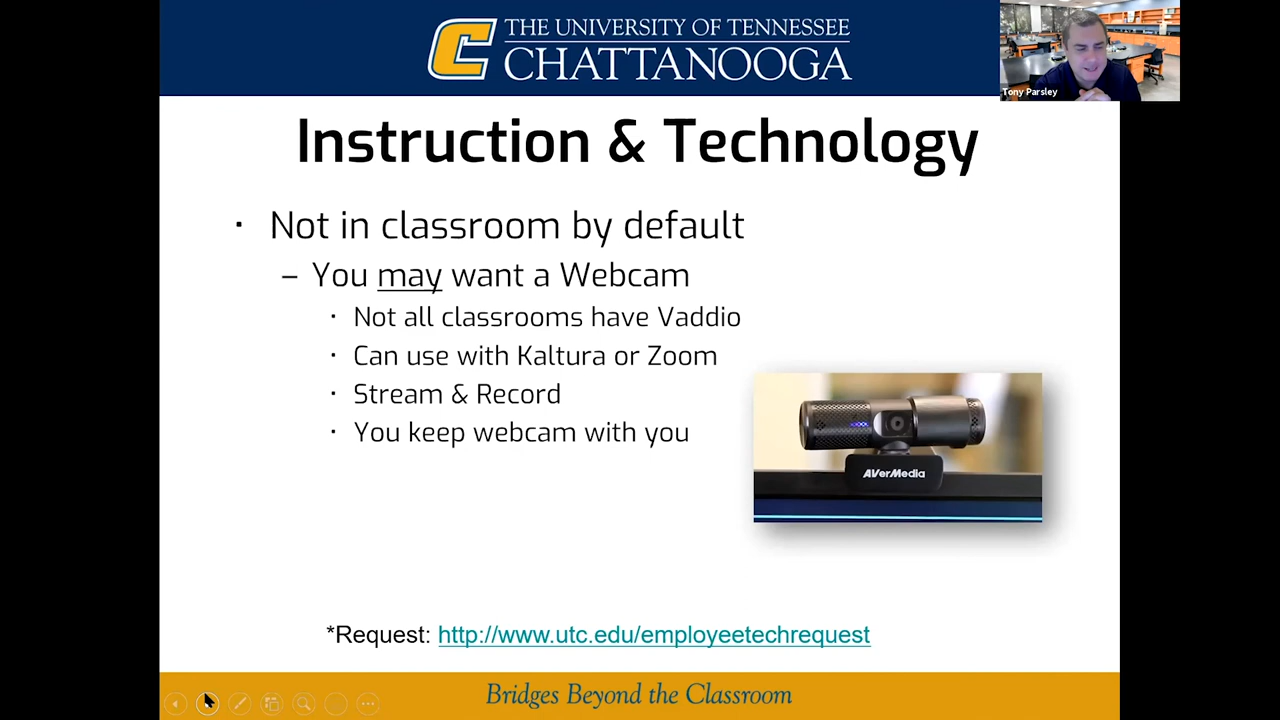 THE UNIVERSITY OF TENNESSEE
CHATTANOOGA
Tony Parsley
Instruction & Technology
· Not in classroom by default
– You may want a Webcam
· Not all classrooms have Vaddio
· Can use with Kaltura or Zoom
· Stream & Record
· You keep webcam with you
AVerMedia
*Request: http://www.utc.edu/employeetechrequest
Bridges Beyond the Classroom